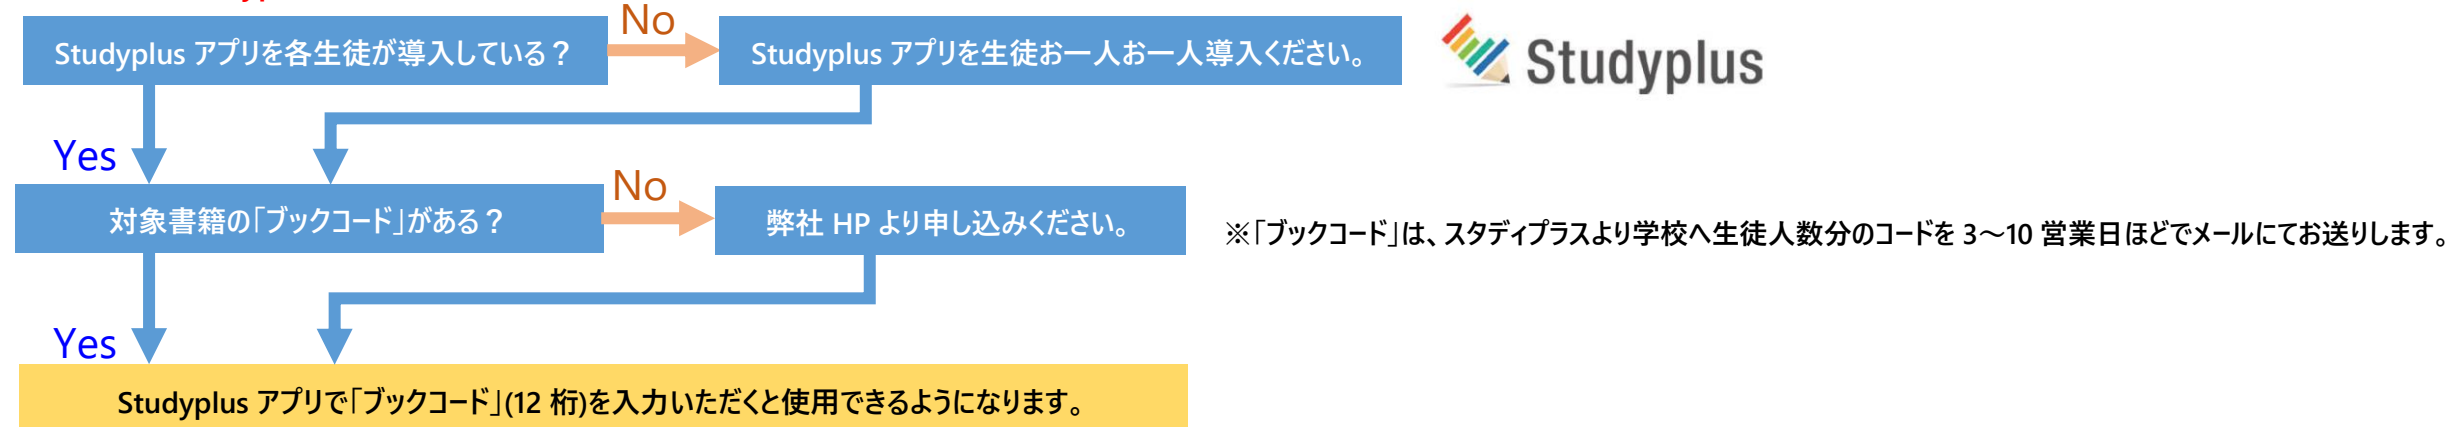 Studyplus アプリを各生徒が導入している？
No
Studyplus アプリを生徒お一人お一人導入ください。
Studyplus
Yes
対象書籍の「ブックコード」がある？
No
弊社 HP より申し込みください。
※「ブックコード」は、スタディプラスより学校へ生徒人数分のコードを 3～10 営業日ほどでメールにてお送りします。
Yes
Studyplus アプリで「ブックコード」(12 桁)を入力いただくと使用できるようになります。